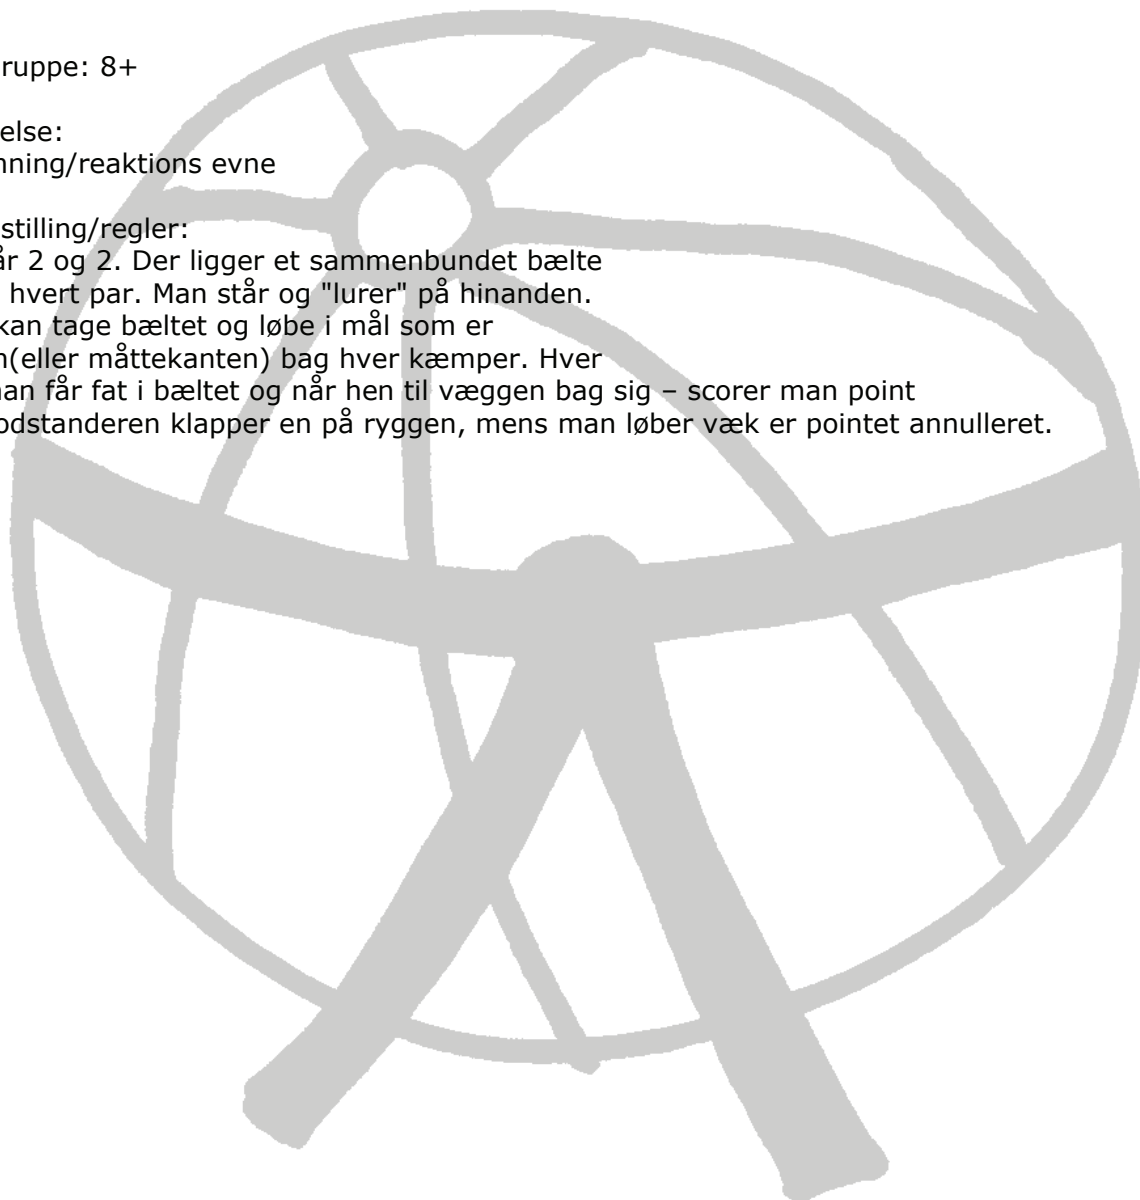 ruppe: 8+
else:
nning/reaktions evne
stilling/regler:
år 2 og 2. Der ligger et sammenbundet bælte
hvert par. Man står og "lurer" på hinanden.
kan tage bæltet og løbe i mål som er
n(eller måttekanten) bag hver kæmper. Hver
nan får fat i bæltet og når hen til væggen bag sig – scorer man point
odstanderen klapper en på ryggen, mens man løber væk er pointet annulleret.